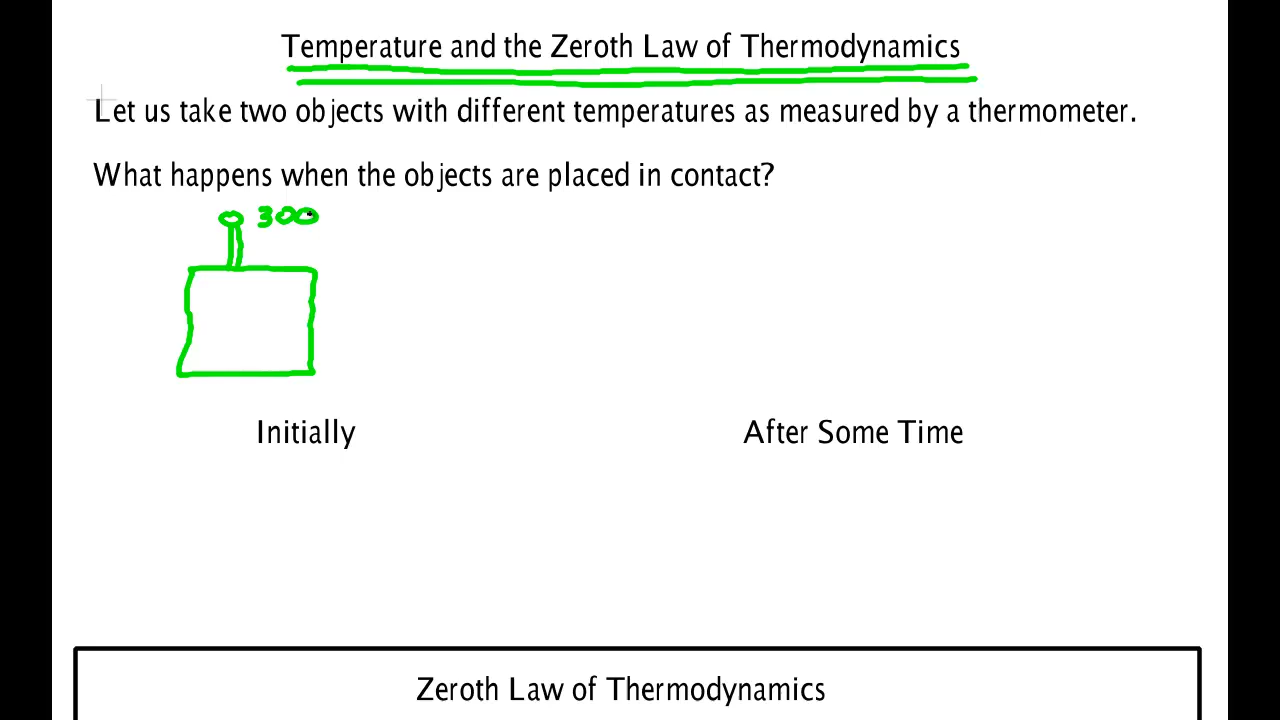 Temperature and the Zeroth Law of Thermodynamics
Let us take two objects with different temperatures as measured by a thermometer.
What happens when the objects are placed in contact?
300
Initially
After Some Time
Zeroth Law of Thermodynamics